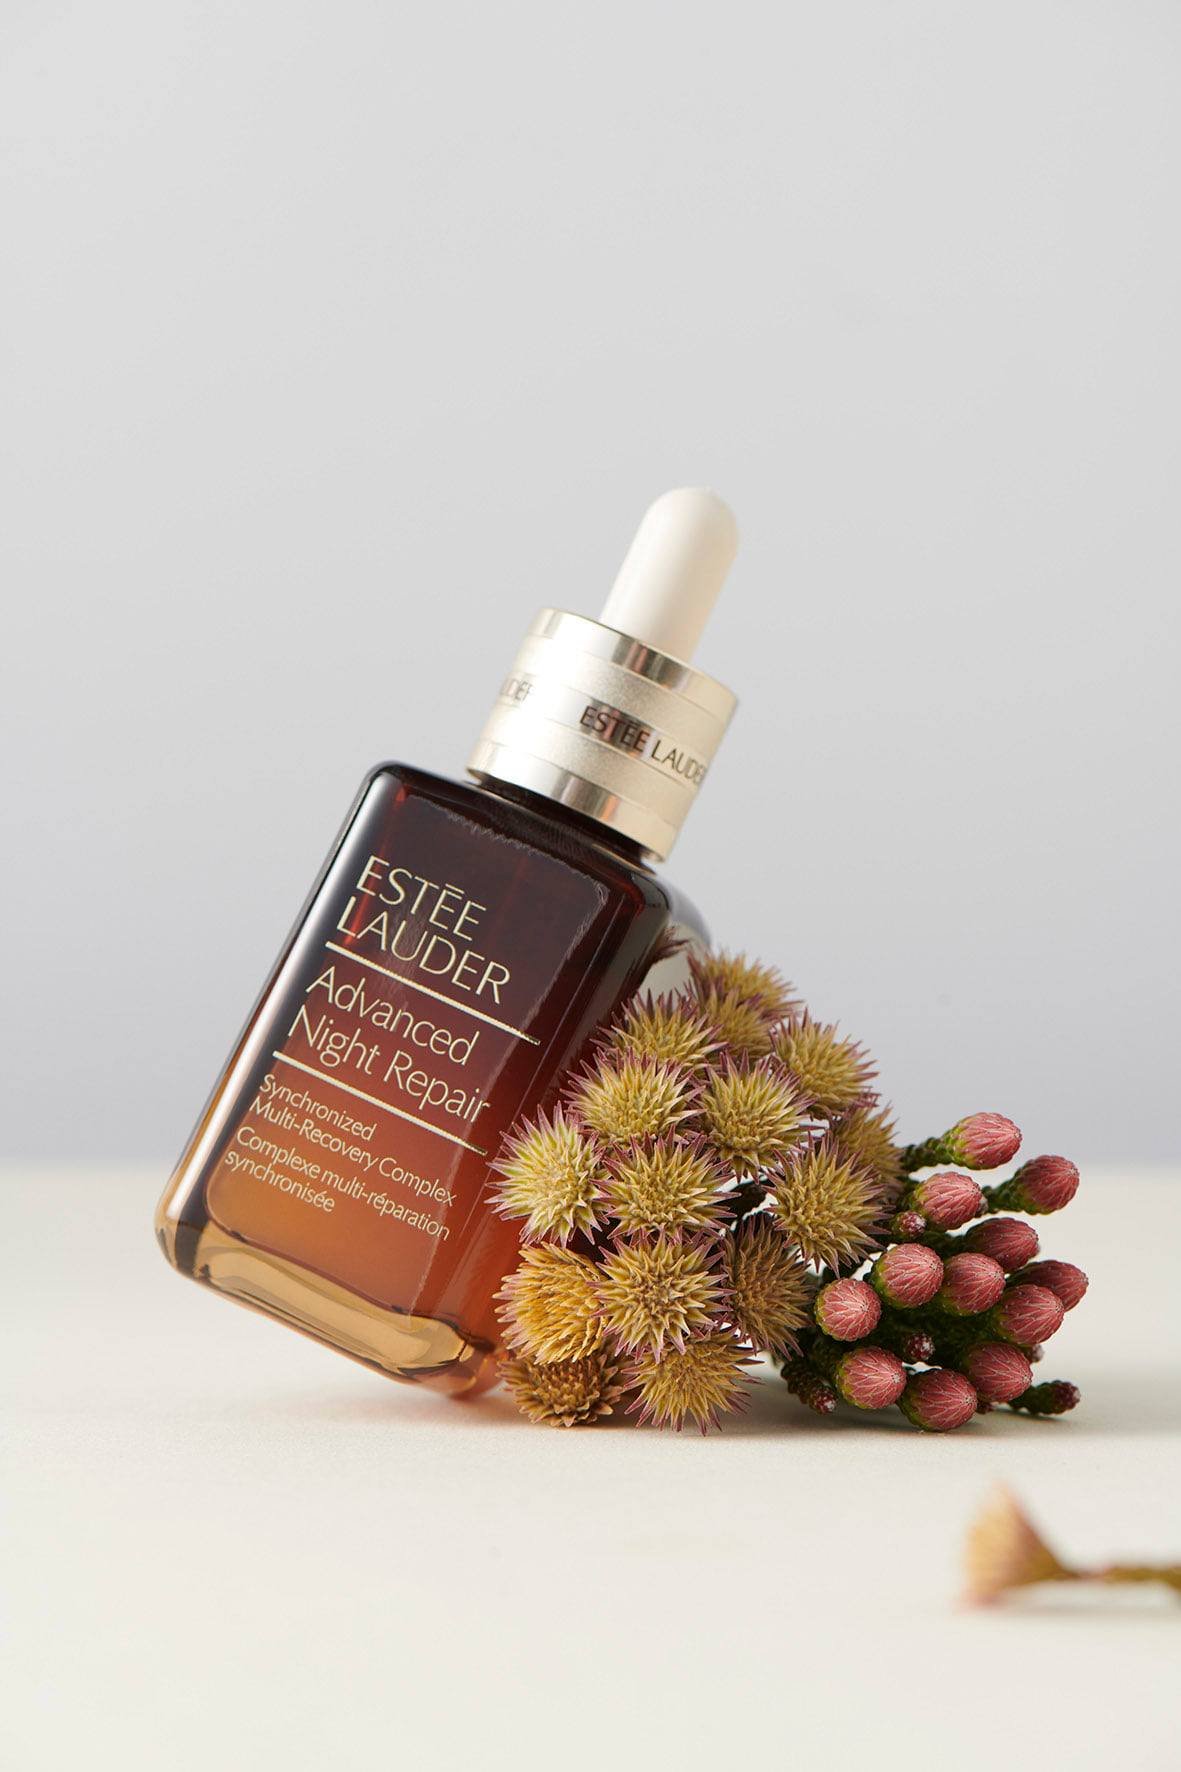 ESTĒE LAUDER
ESTĒE
LAUDER
Advanced
Night Repair
Synchronized
Multi-Recovery Complex
Complexe multi-réparation
synchronisée